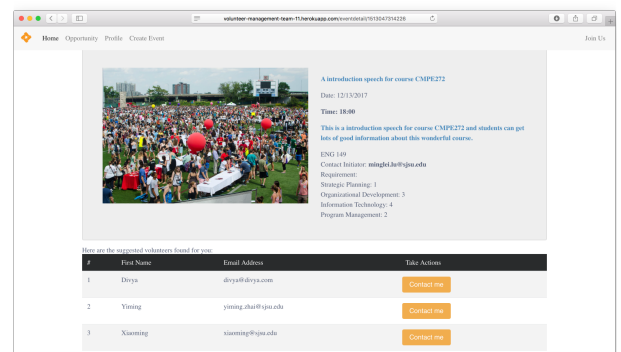 volunteer-management-team-11.herokuapp.com/eventdetail/1513047314228
Home Opportunity Profile Create Event Join Us
A introduction speech for course CMPE272
Date: 12/13/2017
Time: 18:00
This is a introduction speech for course CMPE272 and students can get
lots of good information about this wonderful course.
ENG 149
Contact Initiator: minglei.lu@sjsu.edu
Requirement:
Strategic Planning: 1
Organizational Development: 3
Information Technology: 4
Program Management: 2
Here are the suggested volunteers found for you:
# First Name Email Address Take Actions
1 Divya divya@divya.com Contact me
2 Yiming yiming.zhai@sjsu.edu Contact me
3 Xiaoming xiaoming@sjsu.edu Contact me